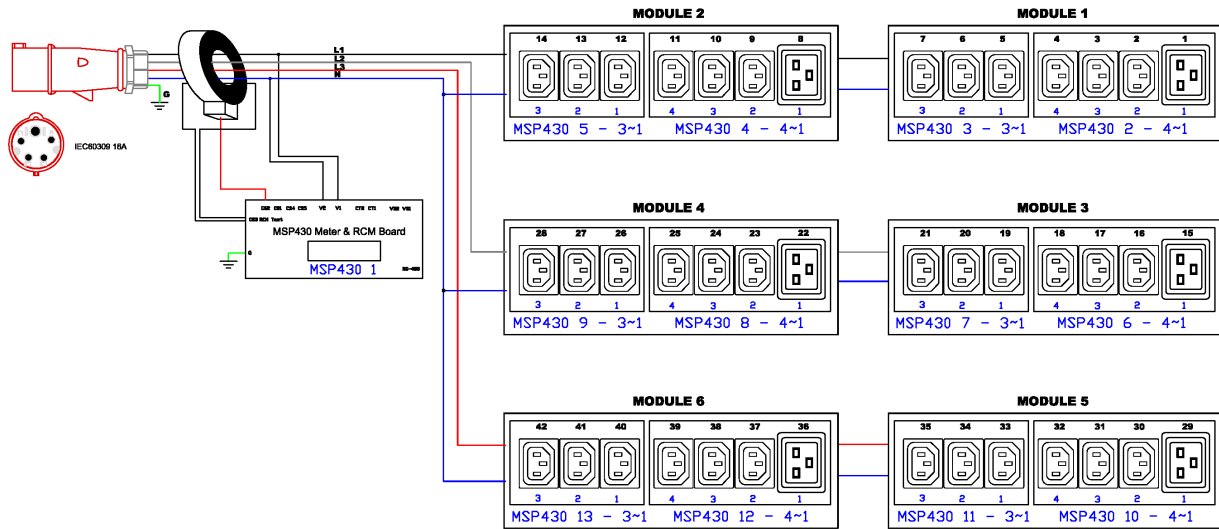 MODULE 2
MODULE 1
L1
L2
L3
N
G
IEC60309 16A
14 13 12 11 10 9 8
3 2 1 4 3 2 1
MSP430 5 - 3~1 MSP430 4 - 4~1
7 6 5 4 3 2 1
3 2 1 4 3 2 1
MSP430 3 - 3~1 MSP430 2 - 4~1
MSP430 Meter & RCM Board
MSP430 1
G
MODULE 4
MODULE 3
28 27 26 25 24 23 22
3 2 1 4 3 2 1
MSP430 9 - 3~1 MSP430 8 - 4~1
21 20 19 18 17 16 15
3 2 1 4 3 2 1
MSP430 7 - 3~1 MSP430 6 - 4~1
MODULE 6
MODULE 5
42 41 40 39 38 37 36
3 2 1 4 3 2 1
MSP430 13 - 3~1 MSP430 12 - 4~1
35 34 33 32 31 30 29
3 2 1 4 3 2 1
MSP430 11 - 3~1 MSP430 10 - 4~1